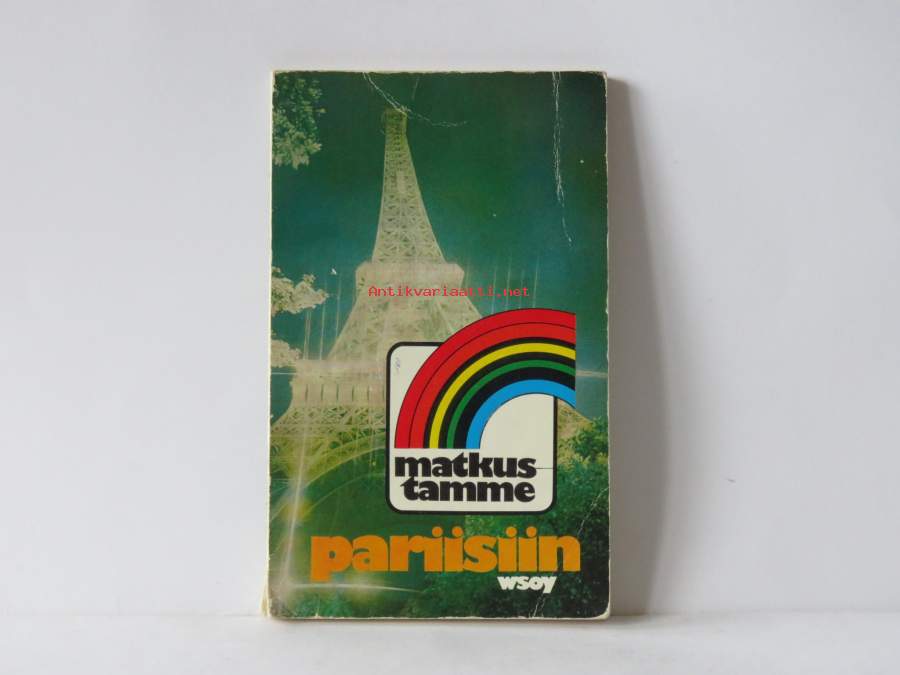 Antikvariaatti.net
matkus
tamme
pariisiin
wsoy